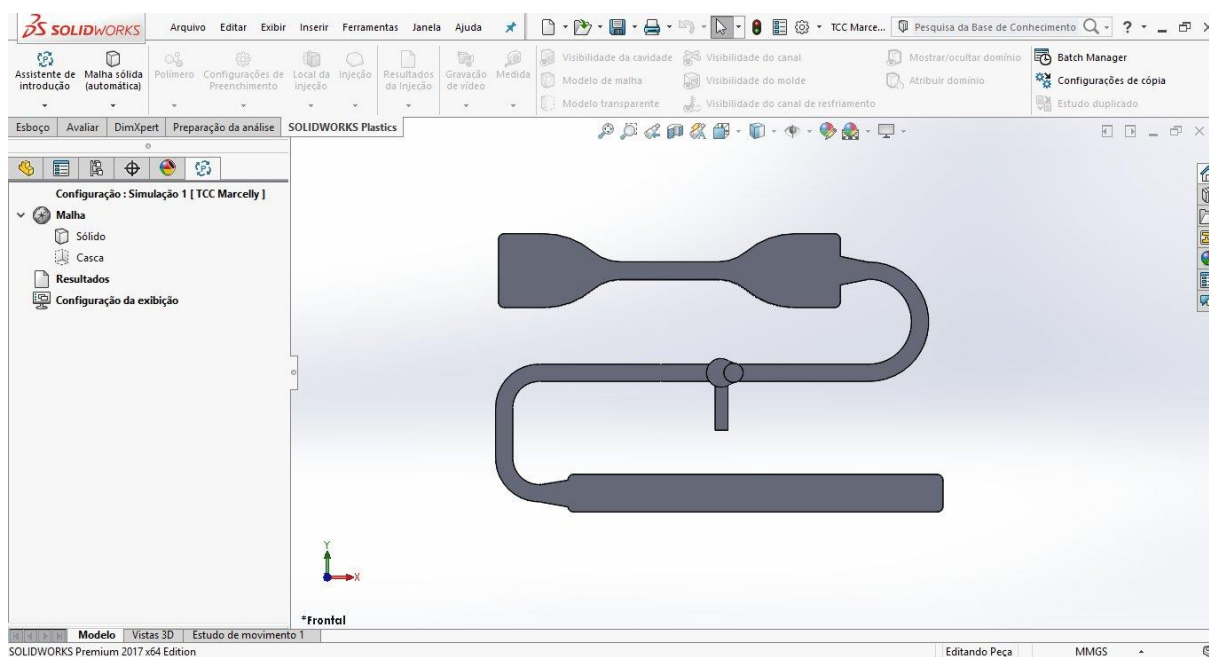 SOLIDWORKS Arquivo Editar Exibir Inserir Ferramentas Janela Ajuda TCC Marce... Pesquisa da Base de Conhecimento ?
Assistente de introdução Malha sólida (automática) Polímero Configurações de Preenchimento Local da injeção Injeção Resultados da Injeção Gravação de vídeo Medida
Visibilidade da cavidade Visibilidade do canal Mostrar/ocultar domínio Batch Manager
Modelo de malha Visibilidade do molde Atribuir domínio Configurações de cópia
Modelo transparente Visibilidade do canal de resfriamento Estudo duplicado
Esboço Avaliar DimXpert Preparação da análise SOLIDWORKS Plastics
Configuração : Simulação 1 [ TCC Marcelly ]
Malha
Sólido
Casca
Resultados
Configuração da exibição
Y
X
*Frontal
Modelo Vistas 3D Estudo de movimento 1
SOLIDWORKS Premium 2017 x64 Edition Editando Peça MMGS